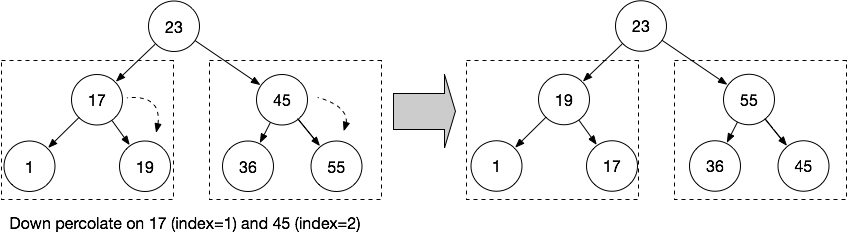 23 23
17 45 19 55
1 19 36 55 1 17 36 45
Down percolate on 17 (index=1) and 45 (index=2)